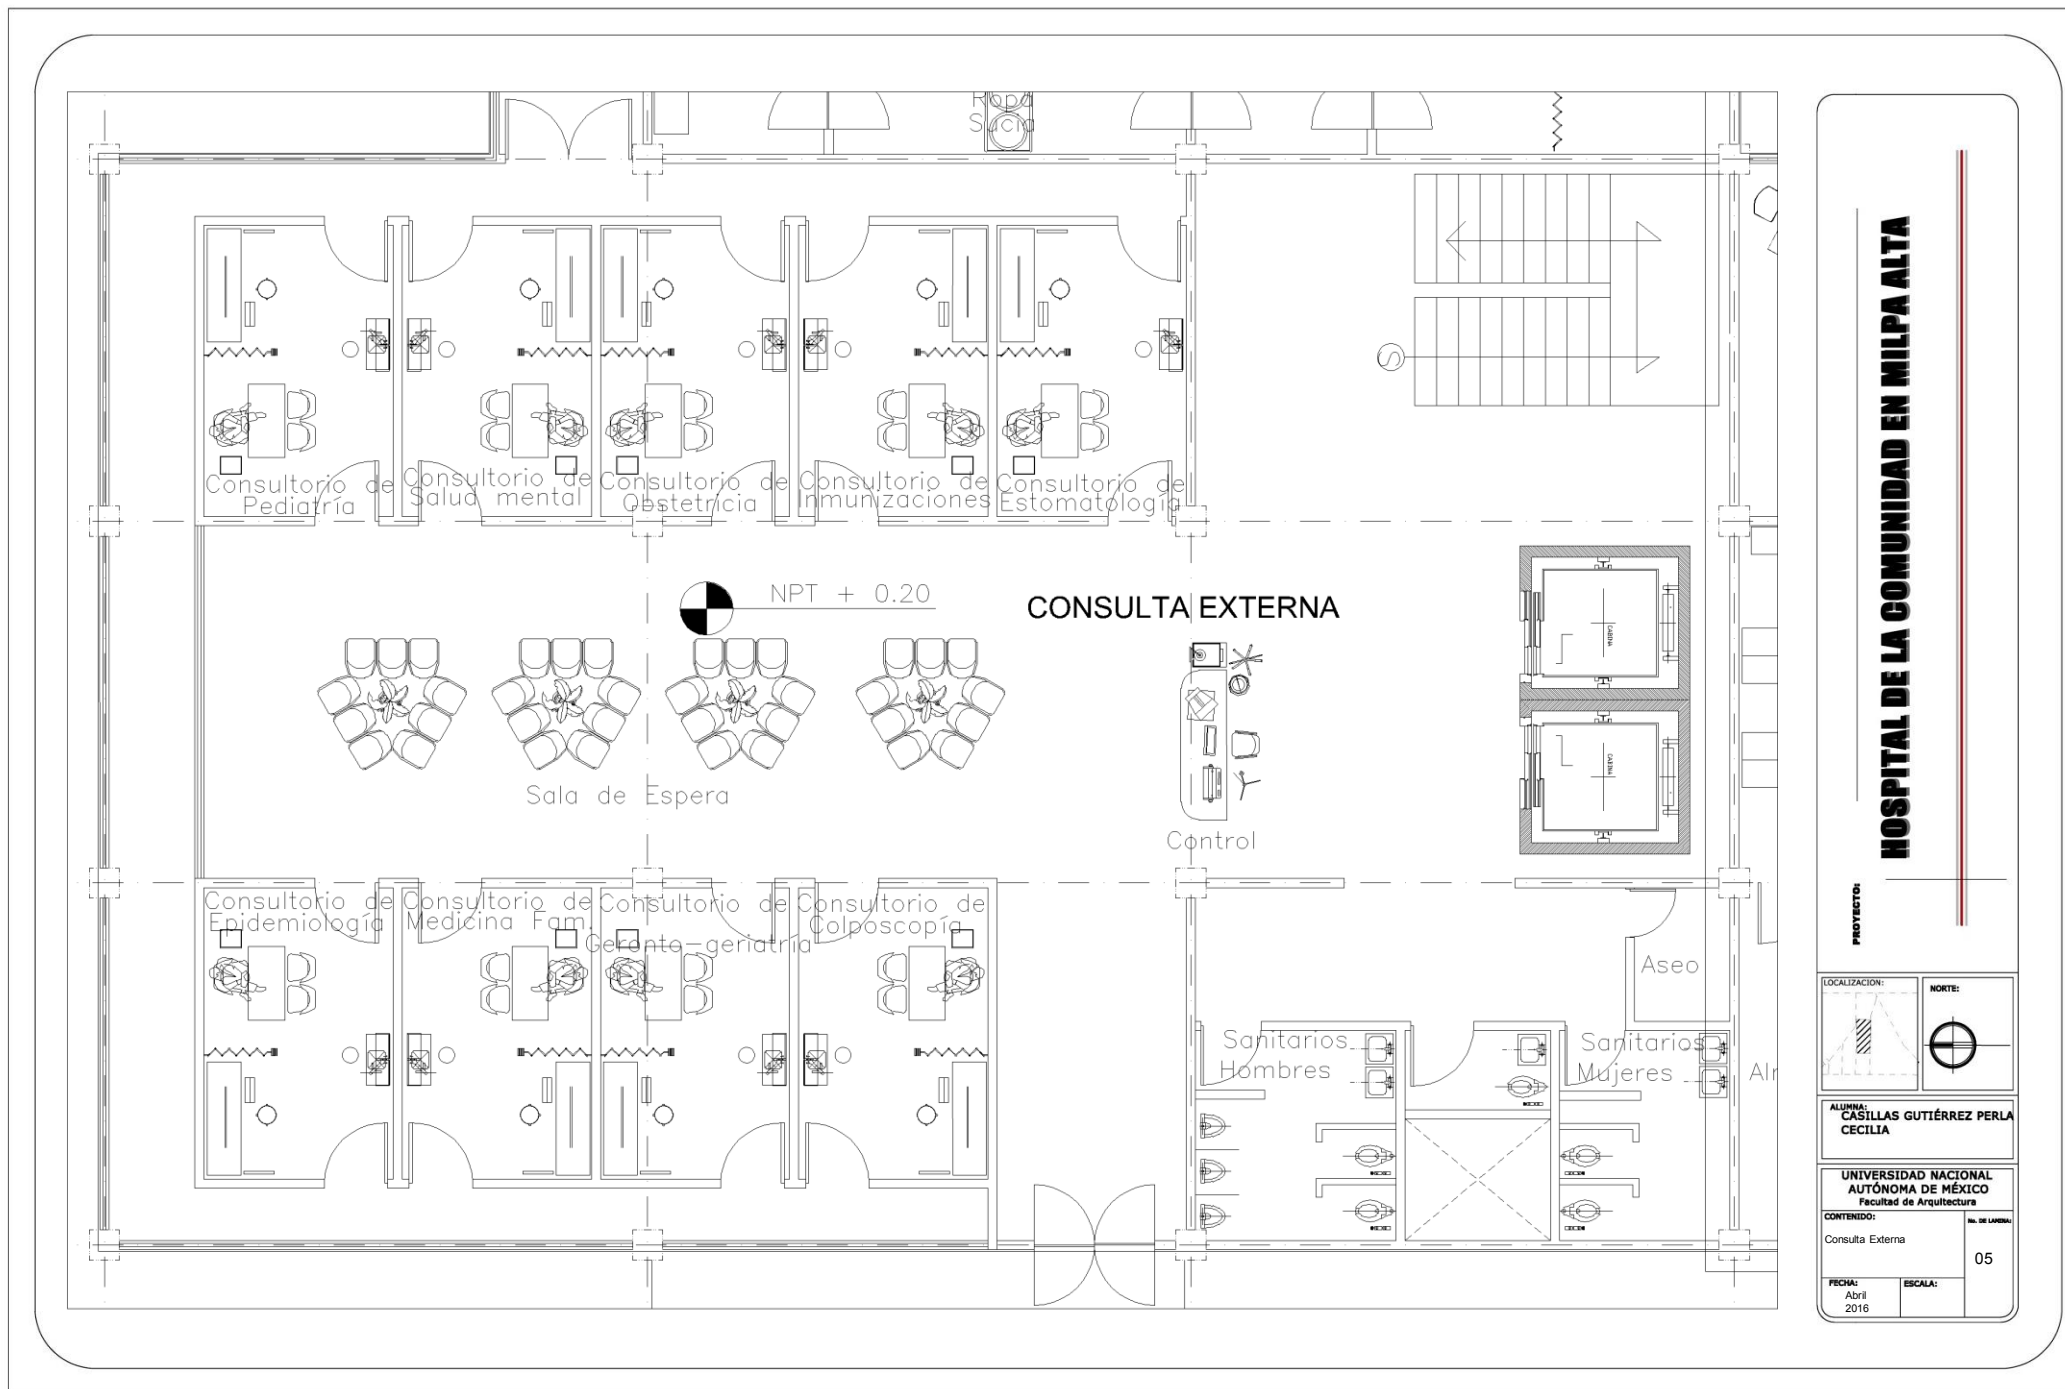 Ropa
Sucia
S
Consultorio de
Pediatría
Consultorio de
Salud mental
Consultorio de
Obstetricia
Consultorio de
Inmunizaciones
Consultorio de
Estomatología
NPT + 0.20
CONSULTA EXTERNA
CABINA
CABINA
Sala de Espera
Control
Consultorio de
Epidemiología
Consultorio de
Medicina Fam.
Consultorio de
Geronto-geriatría
Consultorio de
Colposcopía
Aseo
Sanitarios
Hombres
Sanitarios
Mujeres
Alm
PROYECTO:
HOSPITAL DE LA COMUNIDAD EN MILPA ALTA
LOCALIZACION:
NORTE:
ALUMNA:
CASILLAS GUTIÉRREZ PERLA
CECILIA
UNIVERSIDAD NACIONAL
AUTÓNOMA DE MÉXICO
Facultad de Arquitectura
CONTENIDO:
Consulta Externa
No. DE LAMINA:
05
FECHA:
Abril
2016
ESCALA: